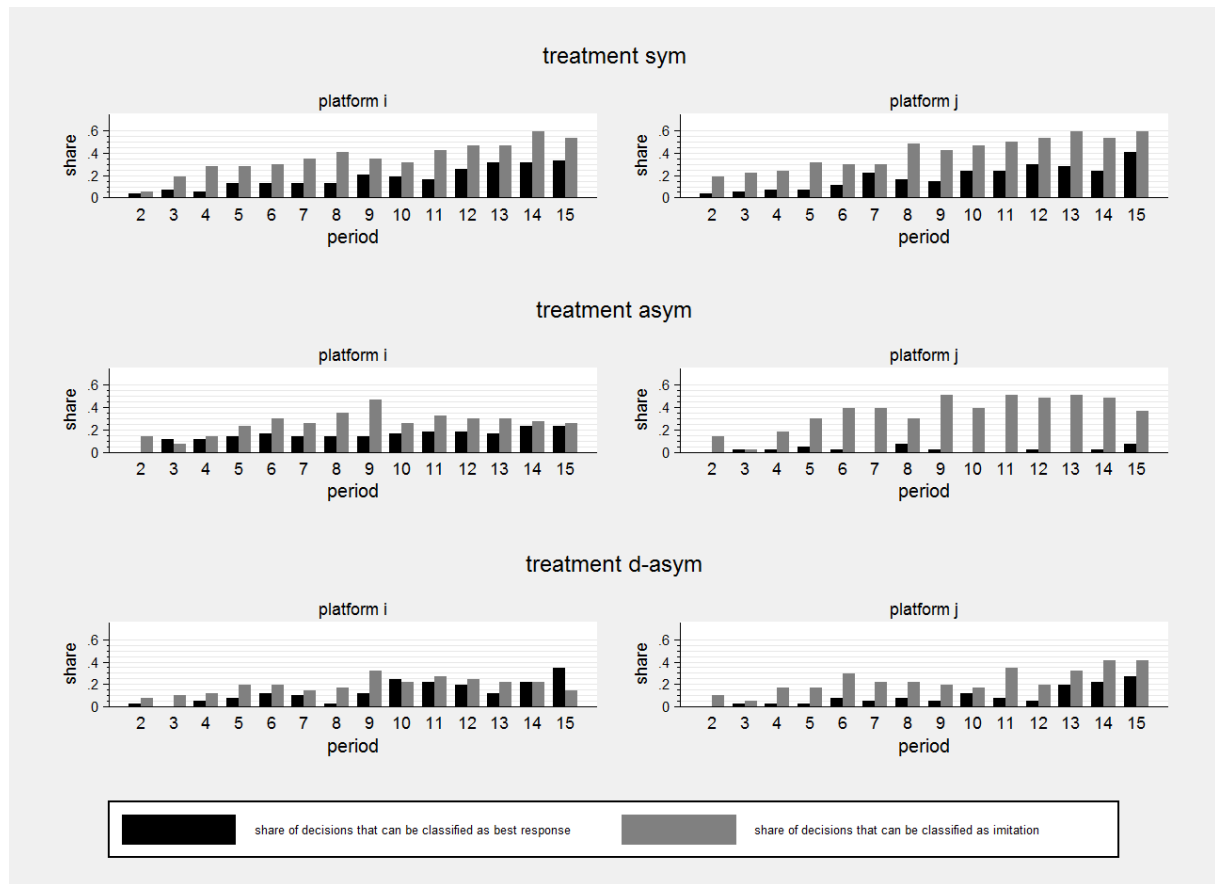 treatment sym
platform i
platform j
share
.6
.4
.2
0
2 3 4 5 6 7 8 9 10 11 12 13 14 15
period
share
.6
.4
.2
0
2 3 4 5 6 7 8 9 10 11 12 13 14 15
period
treatment asym
platform i
platform j
share
.6
.4
.2
0
2 3 4 5 6 7 8 9 10 11 12 13 14 15
period
share
.6
.4
.2
0
2 3 4 5 6 7 8 9 10 11 12 13 14 15
period
treatment d-asym
platform i
platform j
share
.6
.4
.2
0
2 3 4 5 6 7 8 9 10 11 12 13 14 15
period
share
.6
.4
.2
0
2 3 4 5 6 7 8 9 10 11 12 13 14 15
period
share of decisions that can be classified as best response
share of decisions that can be classified as imitation